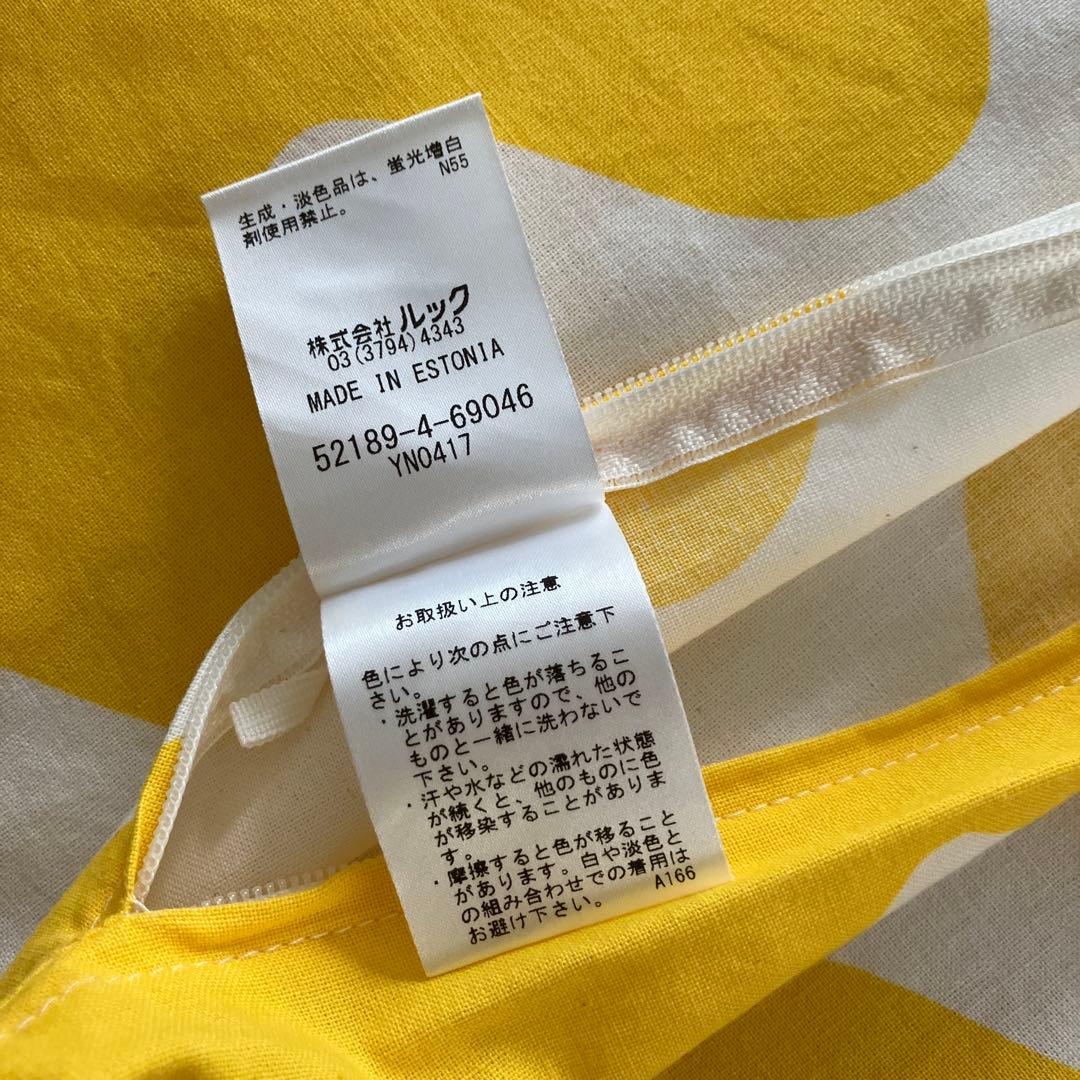 生成・淡色品は、蛍光増白
剤使用禁止。 N55
株式会社 ルック
03(3794)4343
MADE IN ESTONIA
52189-4-69046
YN0417
お取扱い上の注意
色により次の点にご注意下
さい。
・洗濯すると色が落ちるこ
とがありますので、他の
ものと一緒に洗わないで
下さい。
・汗や水などの濡れた状態
が続くと、他のものに色
が移染することがありま
す。
・摩擦すると色が移ること
があります。白や淡色と
の組み合わせでの着用は
お避け下さい。 A166